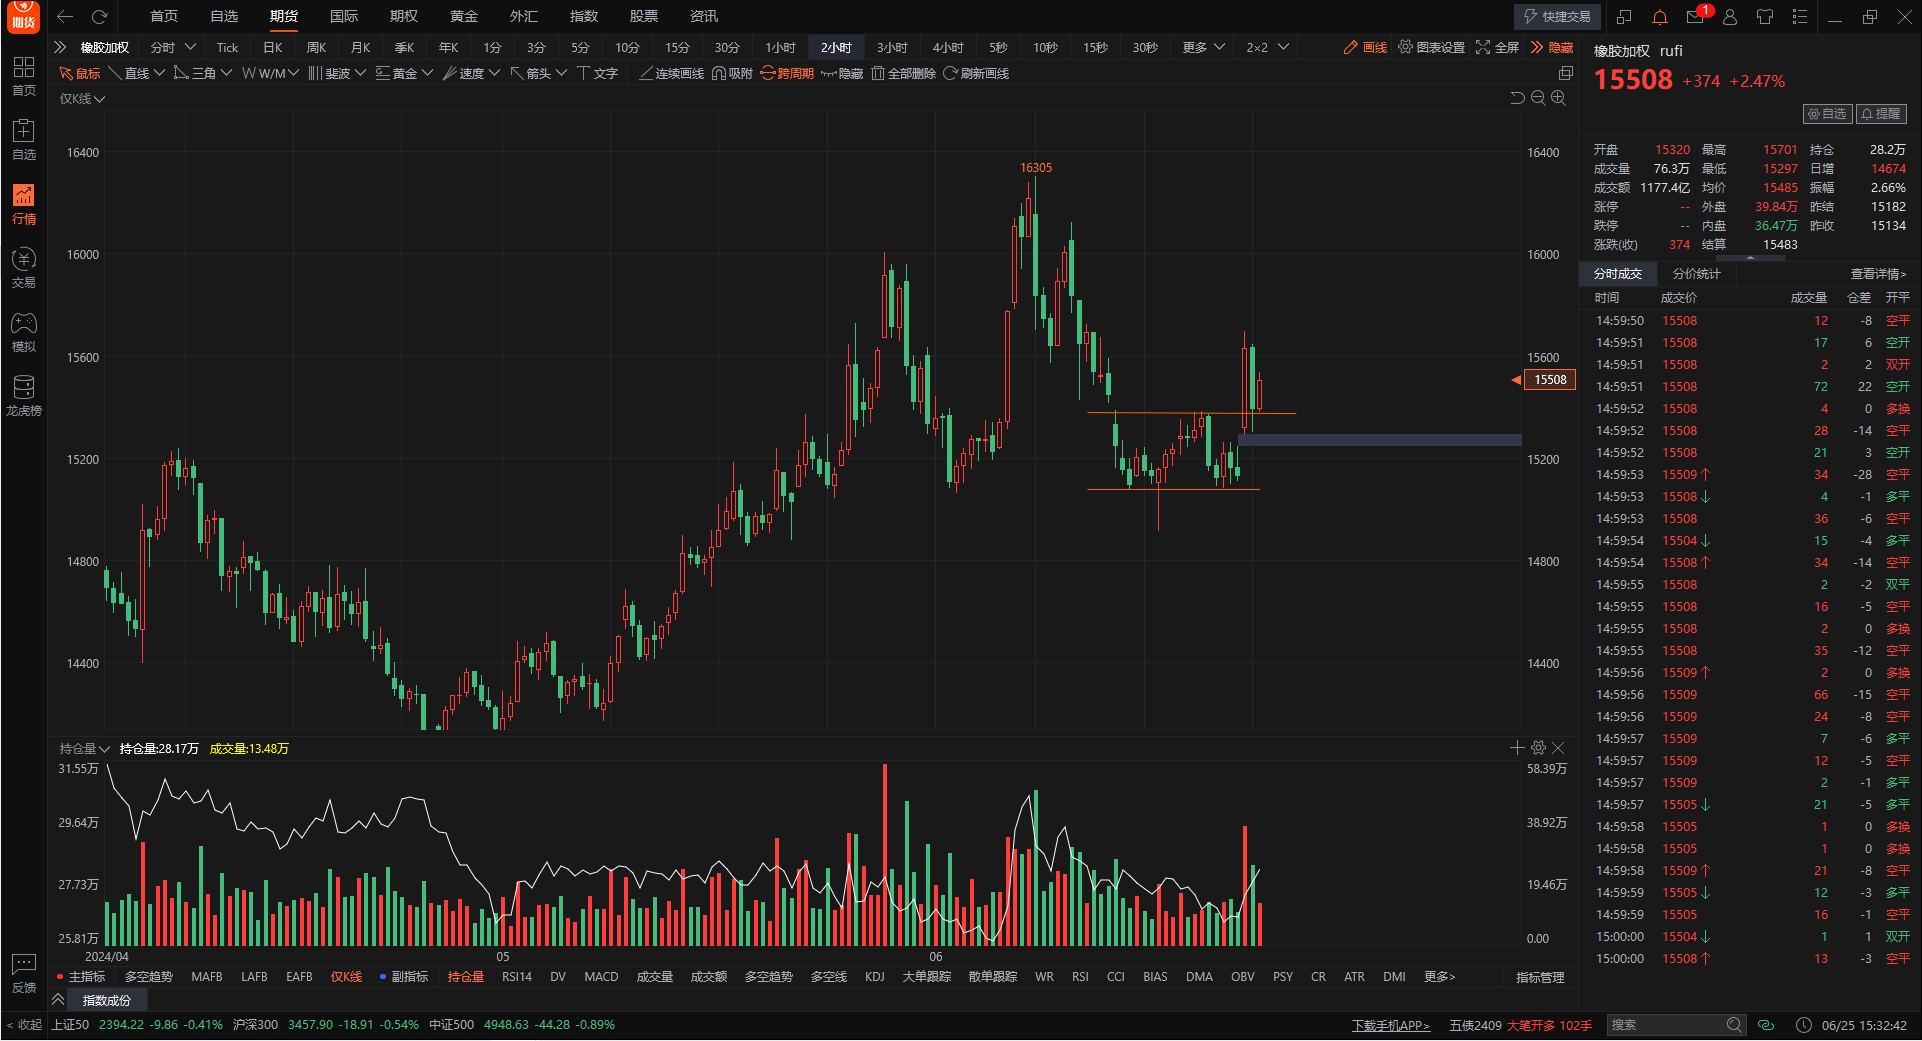 期货 首页 自选 期货 国际 期权 黄金 外汇 指数 股票 资讯 快捷交易 1
橡胶加权 分时 Tick 日K 周K 月K 季K 年K 1分 3分 5分 10分 15分 30分 1小时 2小时 3小时 4小时 5秒 10秒 15秒 30秒 更多 2×2 画线 图表设置 全屏 隐藏
鼠标 直线 三角 W/M 斐波 黄金 速度 箭头 文字 连续画线 吸附 跨周期 隐藏 全部删除 刷新画线
仅K线
首页
自选
行情
交易
模拟
龙虎榜
反馈
< 收起
16400
16000
15600
15200
14800
14400
16305
16400
16000
15600
15508
15200
14800
14400
持仓量 持仓量:28.17万 成交量:13.48万
31.55万
29.64万
27.73万
25.81万
58.39万
38.92万
19.46万
0.00
2024/04 05 06
主指标 多空趋势 MAFB LAFB EAFB 仅K线 副指标 持仓量 RSI14 DV MACD 成交量 成交额 多空趋势 多空线 KDJ 大单跟踪 散单跟踪 WR RSI CCI BIAS DMA OBV PSY CR ATR DMI 更多> 指标管理
指数成份
橡胶加权 rufi
15508 +374 +2.47%
自选 提醒
开盘 15320 最高 15701 持仓 28.2万
成交量 76.3万 最低 15297 日增 14674
成交额 1177.4亿 均价 15485 振幅 2.66%
涨停 -- 外盘 39.84万 昨结 15182
跌停 -- 内盘 36.47万 昨收 15134
涨跌(收) 374 结算 15483
分时成交 分价统计 查看详情>
时间 成交价 成交量 仓差 开平
14:59:50 15508 12 -8 空平
14:59:51 15508 17 6 空开
14:59:51 15508 2 2 双开
14:59:51 15508 72 22 空开
14:59:52 15508 4 0 多换
14:59:52 15508 28 -14 空平
14:59:52 15508 21 3 空开
14:59:53 15509 ↑ 34 -28 空平
14:59:53 15508 ↓ 4 -1 多平
14:59:53 15508 36 -6 空平
14:59:54 15504 ↓ 15 -4 多平
14:59:54 15508 ↑ 34 -14 空平
14:59:55 15508 2 -2 双平
14:59:55 15508 16 -5 空平
14:59:55 15508 2 0 多换
14:59:55 15508 35 -12 空平
14:59:56 15509 ↑ 2 0 多换
14:59:56 15509 66 -15 空平
14:59:56 15509 24 -8 空平
14:59:57 15509 7 -6 多平
14:59:57 15509 12 -5 空平
14:59:57 15509 2 -1 多平
14:59:57 15505 ↓ 21 -5 多平
14:59:58 15505 1 0 多换
14:59:58 15505 1 0 多换
14:59:58 15509 ↑ 21 -8 空平
14:59:59 15505 ↓ 12 -3 多平
14:59:59 15505 16 -1 空平
15:00:00 15504 ↓ 1 1 双开
15:00:00 15508 ↑ 13 -3 空平
上证50 2394.22 -9.86 -0.41% 沪深300 3457.90 -18.91 -0.54% 中证500 4948.63 -44.28 -0.89% 下载手机APP> 五债2409 大笔开多 102手 搜索 06/25 15:32:42